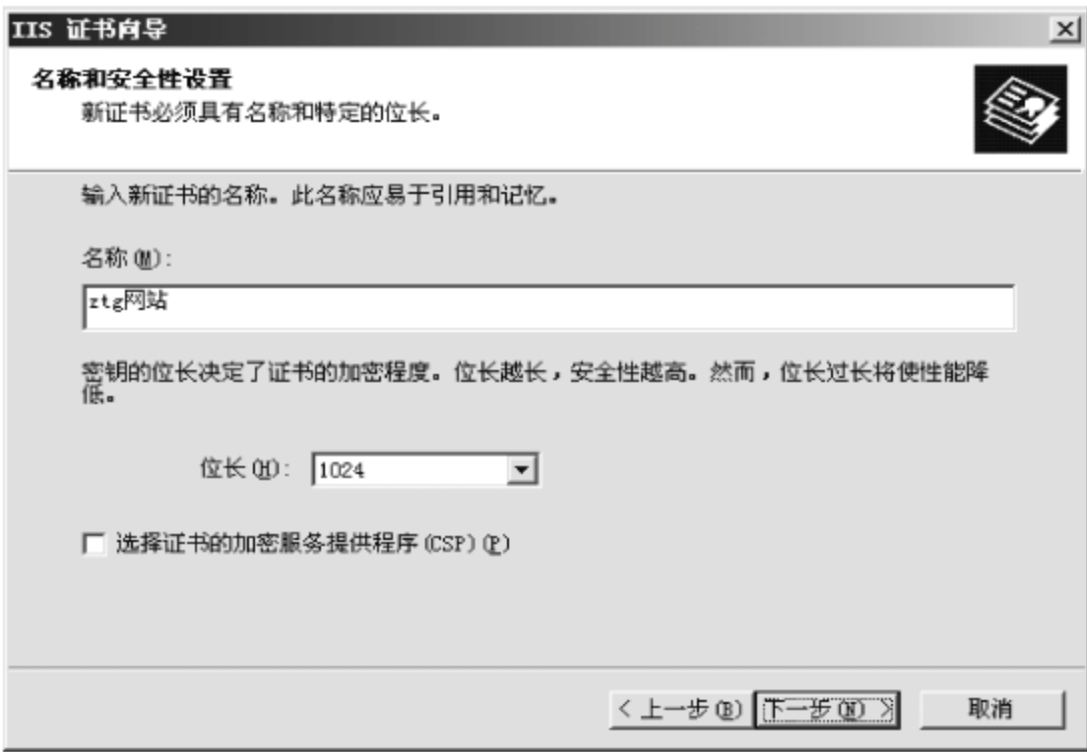 IIS 证书向导
名称和安全性设置
新证书必须具有名称和特定的位长。
输入新证书的名称。此名称应易于引用和记忆。
名称(M):
ztg网站
密钥的位长决定了证书的加密程度。位长越长，安全性越高。然而，位长过长将使性能降
低。
位长(H): 1024
选择证书的加密服务提供程序(CSP)(P)
< 上一步(B) 下一步(N) > 取消